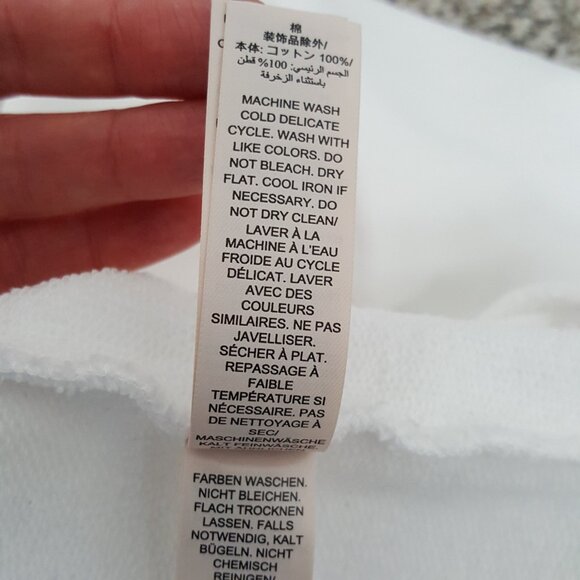 棉
装饰品除外/
本体: コットン 100%/
الجسم الرئيسي: 100% قطن
باستثناء الزخرفة
MACHINE WASH
COLD DELICATE
CYCLE. WASH WITH
LIKE COLORS. DO
NOT BLEACH. DRY
FLAT. COOL IRON IF
NECESSARY. DO
NOT DRY CLEAN/
LAVER À LA
MACHINE À L'EAU
FROIDE AU CYCLE
DÉLICAT. LAVER
AVEC DES
COULEURS
SIMILAIRES. NE PAS
JAVELLISER.
SÉCHER À PLAT.
REPASSAGE À
FAIBLE
TEMPÉRATURE SI
NÉCESSAIRE. PAS
DE NETTOYAGE À
SEC/
MASCHINENWÄSCHE
KALT FEINWÄSCHE.
FARBEN WASCHEN.
NICHT BLEICHEN.
FLACH TROCKNEN
LASSEN. FALLS
NOTWENDIG, KALT
BÜGELN. NICHT
CHEMISCH
REINIGEN/